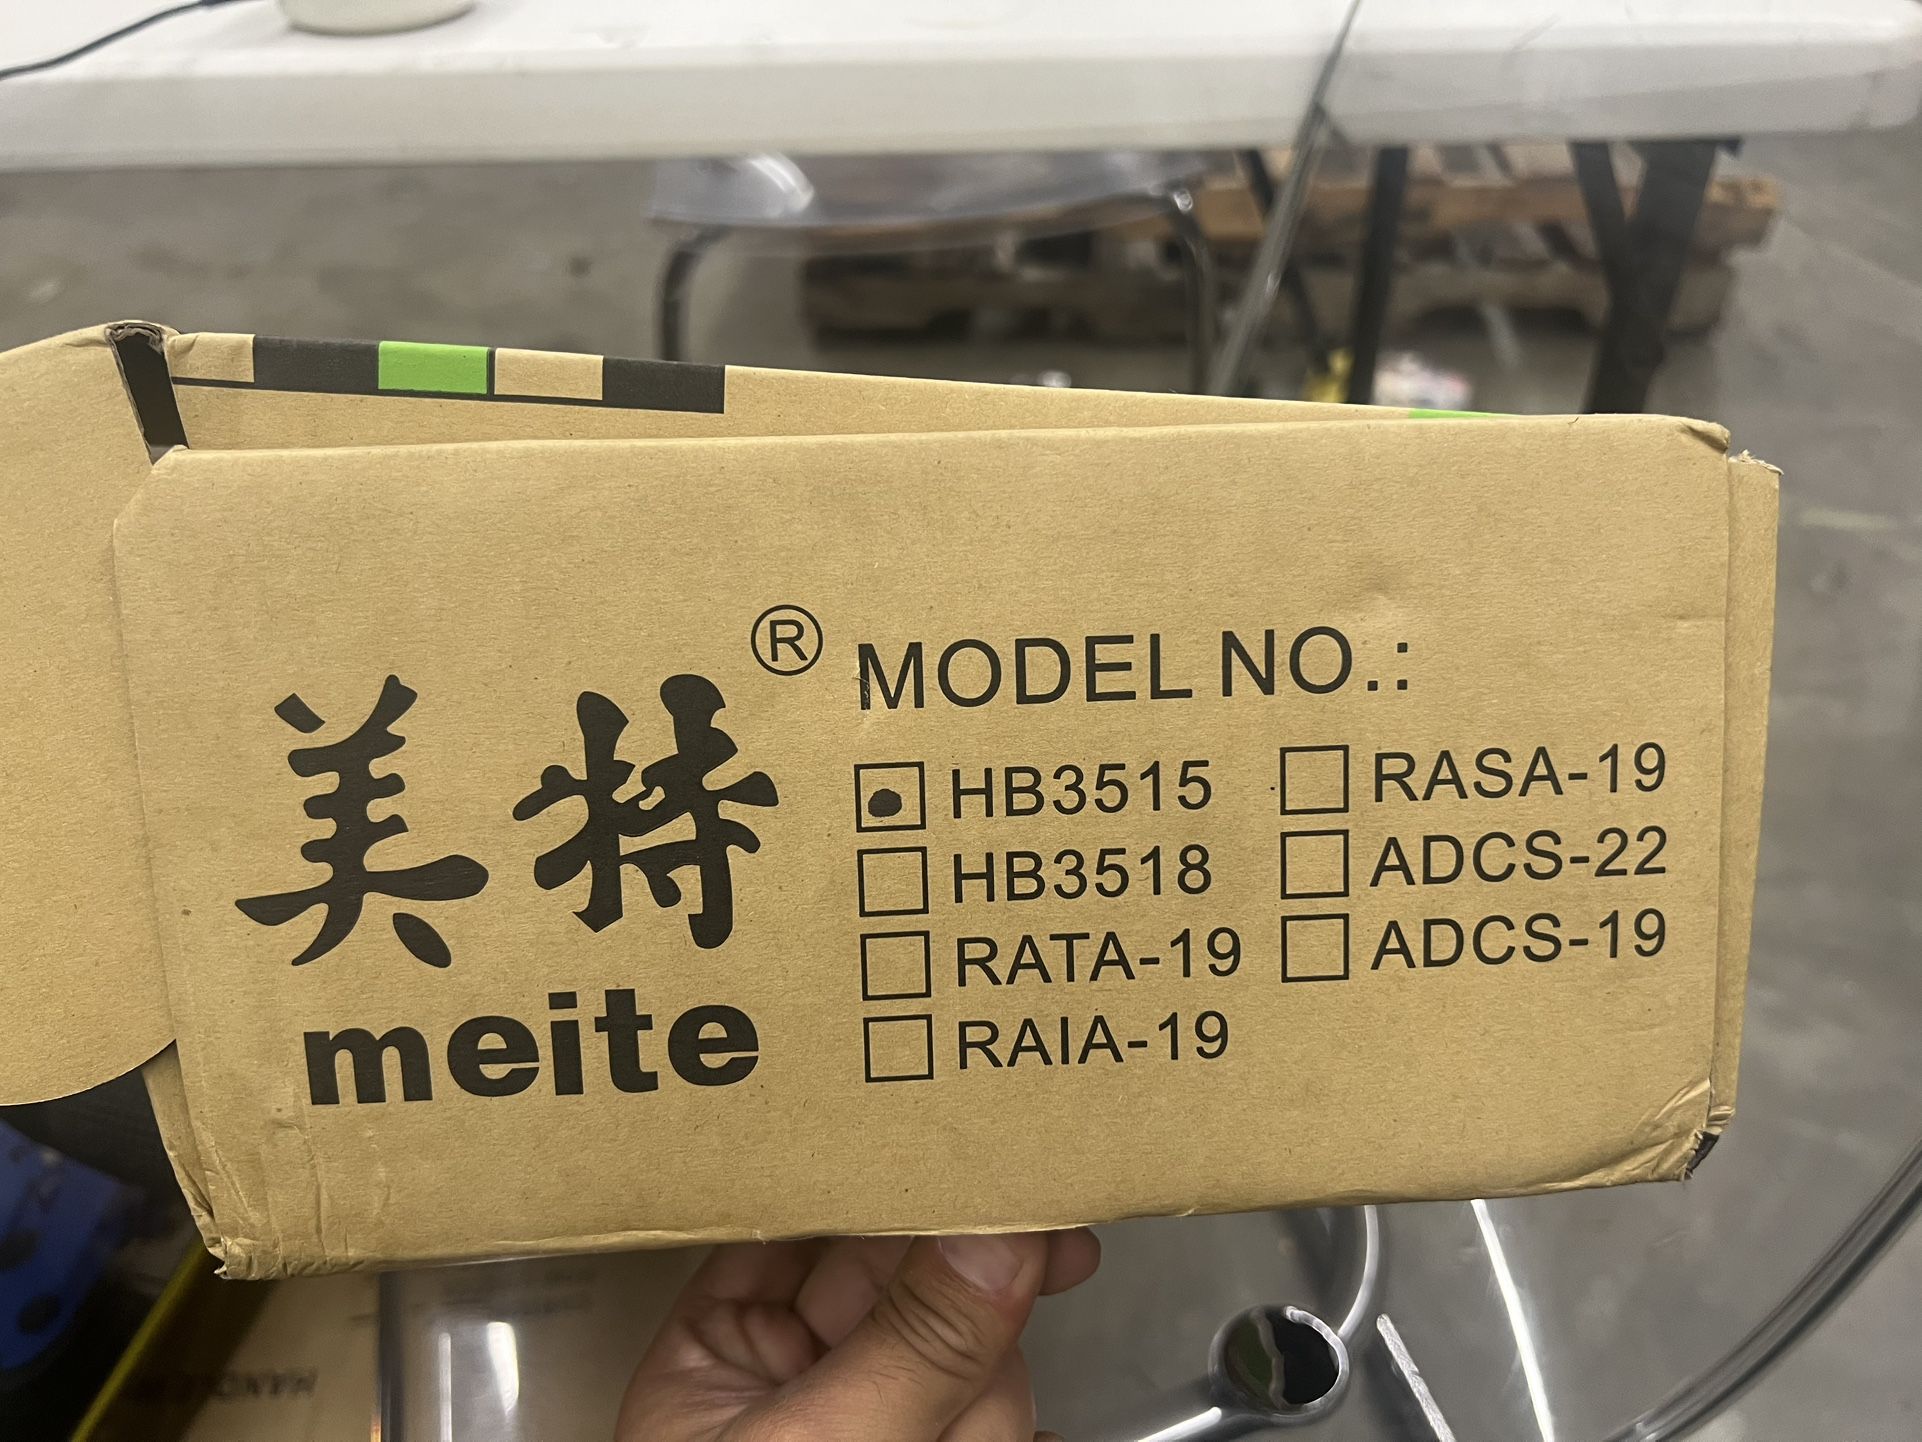 美特®
meite
MODEL NO.:
HB3515
HB3518
RATA-19
RAIA-19
RASA-19
ADCS-22
ADCS-19